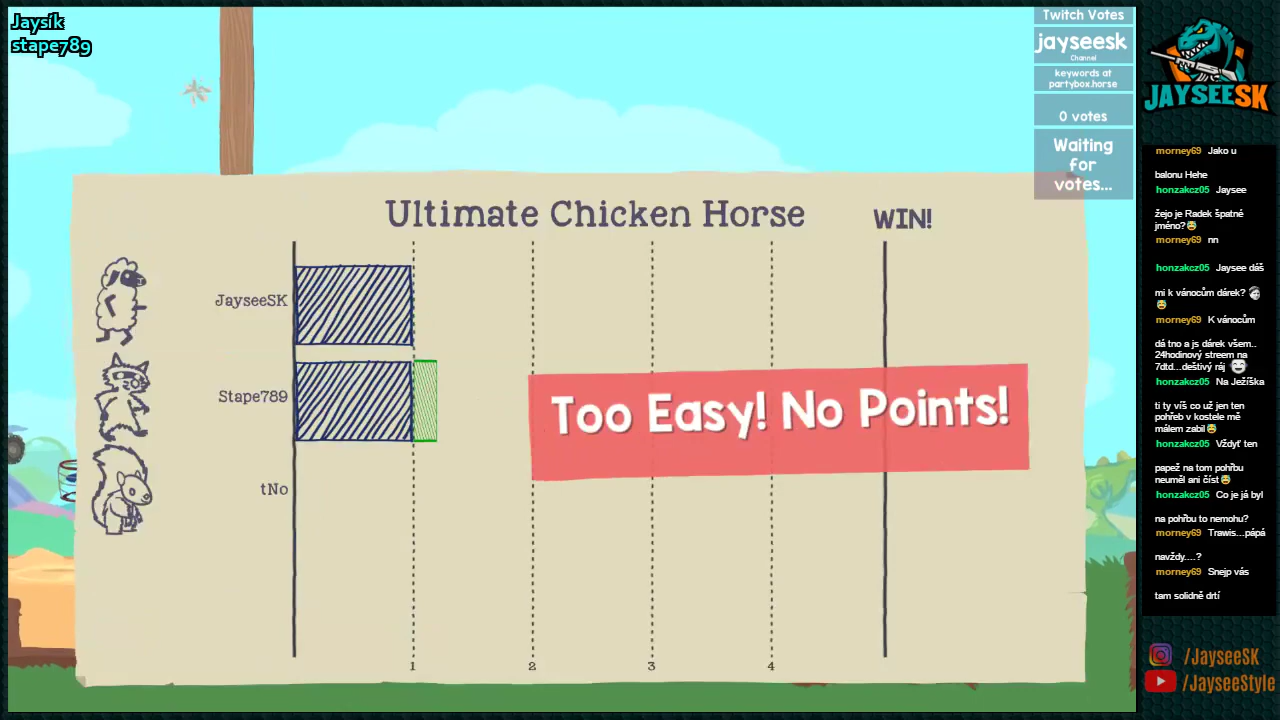 Jaysik
stape789
Twitch Votes
jayseesk
Channel
keywords at
partybox.horse
0 votes
Waiting
for
votes...
JAYSEESK
Ultimate Chicken Horse
WIN!
JayseeSK
Stape789
tNo
Too Easy! No Points!
1
2
3
4
morney69 Jako u
balonu Hehe
honzakcz05 Jaysee
žejo je Radek špatné
jméno?😅
morney69 nn
honzakcz05 Jaysee dáš
mi k vánocům dárek?
😅
morney69 K vánocům
dá tno a js dárek všem..
24hodinový streem na
7dtd...deštivý ráj
honzakcz05 Na Ježíška
ti ty víš co už jen ten
pohřeb v kostele mě
málem zabil😅
honzakcz05 Vždyť ten
papež na tom pohřbu
neuměl ani číst😅
honzakcz05 Co je já byl
na pohřbu to nemohu?
morney69 Trawis...pápá
navždy....?
morney69 Snejp vás
tam solidně drtí
/JayseeSK
/JayseeStyle